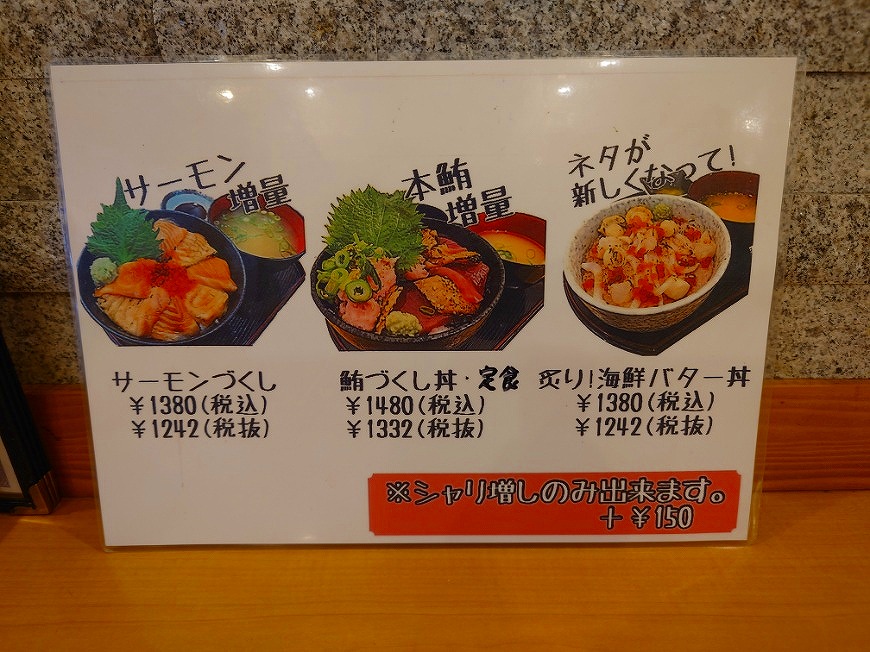 サーモン
増量
本鮪
増量
ネタが
新しくなって!
サーモンづくし
¥1380(税込)
¥1242(税抜)
鮪づくし丼・定食
¥1480(税込)
¥1332(税抜)
炙り!海鮮バター丼
¥1380(税込)
¥1242(税抜)
※シャリ増しのみ出来ます。
+¥150